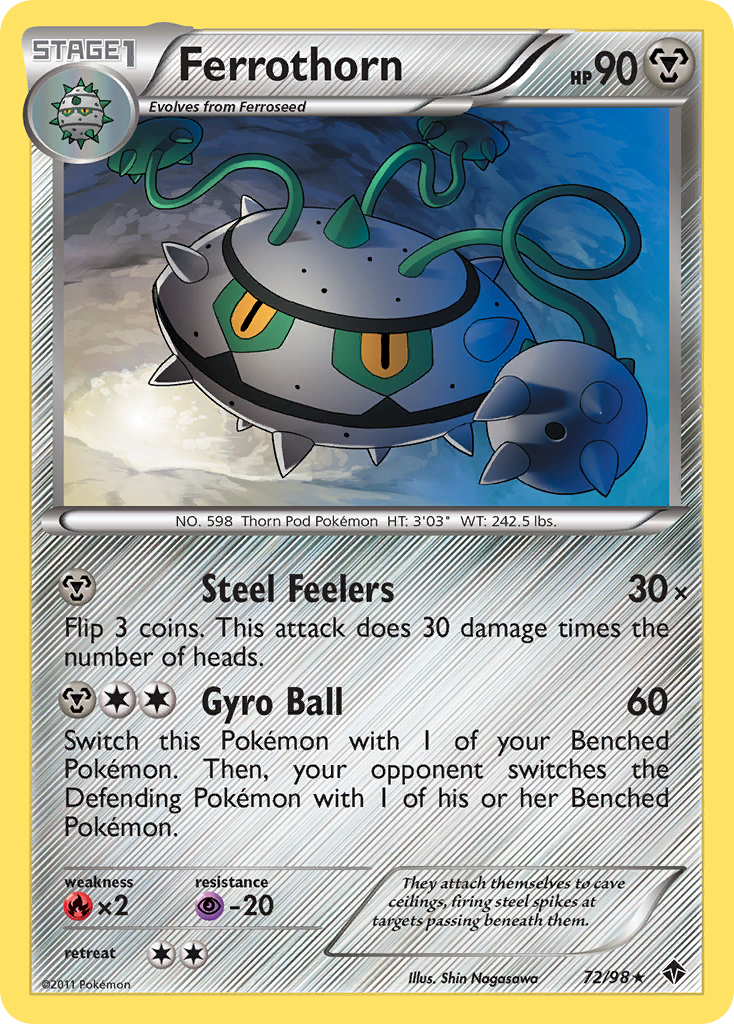 STAGE1
Ferrothorn
HP 90
Evolves from Ferroseed
NO. 598 Thorn Pod Pokémon HT: 3'03" WT: 242.5 lbs.
Steel Feelers 30×
Flip 3 coins. This attack does 30 damage times the
number of heads.
Gyro Ball 60
Switch this Pokémon with 1 of your Benched
Pokémon. Then, your opponent switches the
Defending Pokémon with 1 of his or her Benched
Pokémon.
weakness resistance
×2 -20
retreat
They attach themselves to cave
ceilings, firing steel spikes at
targets passing beneath them.
©2011 Pokémon Illus. Shin Nagasawa 72/98★